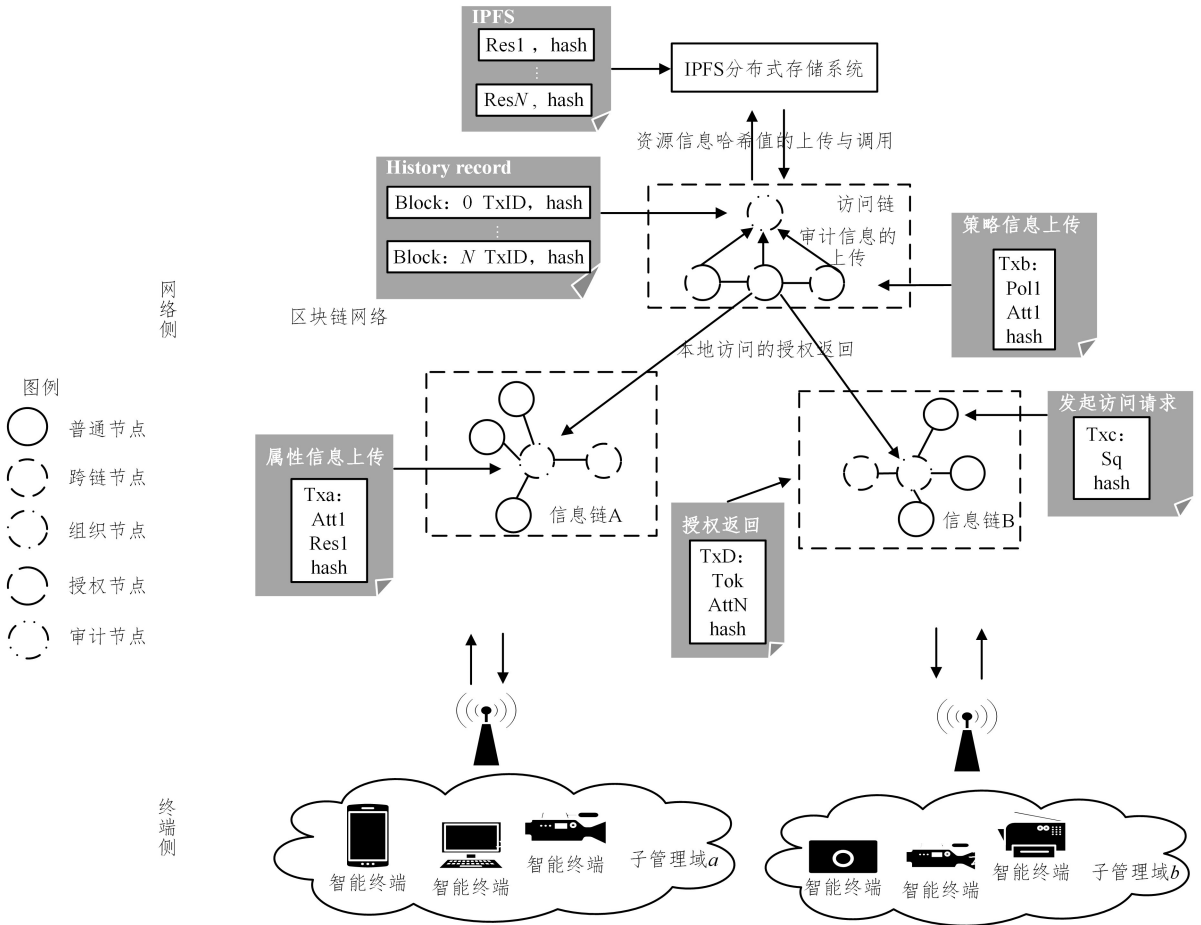 IPFS
Res1，hash
⋮
ResN，hash
IPFS分布式存储系统
资源信息哈希值的上传与调用
History record
Block：0 TxID，hash
⋮
Block：N TxID，hash
访问链
审计信息的
上传
策略信息上传
Txb：
Pol1
Att1
hash
网络侧
区块链网络
本地访问的授权返回
图例
普通节点
跨链节点
组织节点
授权节点
审计节点
属性信息上传
Txa：
Att1
Res1
hash
信息链A
授权返回
TxD：
Tok
AttN
hash
信息链B
发起访问请求
Txc：
Sq
hash
终端侧
智能终端
智能终端
智能终端
子管理域a
智能终端
智能终端
智能终端
子管理域b